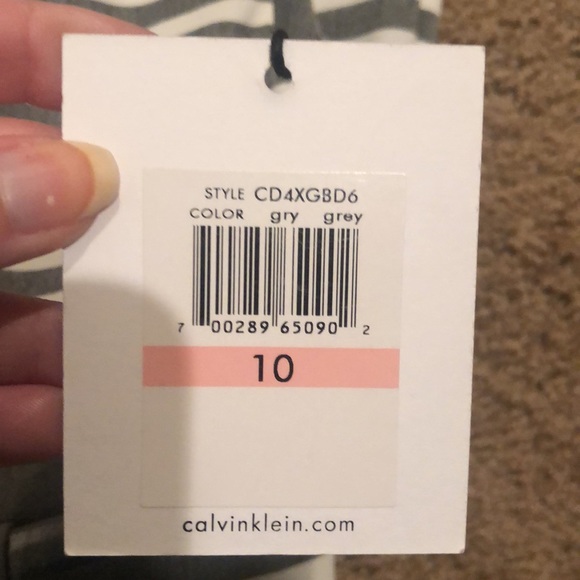 STYLE CD4XGBD6
COLOR gry grey
7 00289 65090 2
10
calvinklein.com